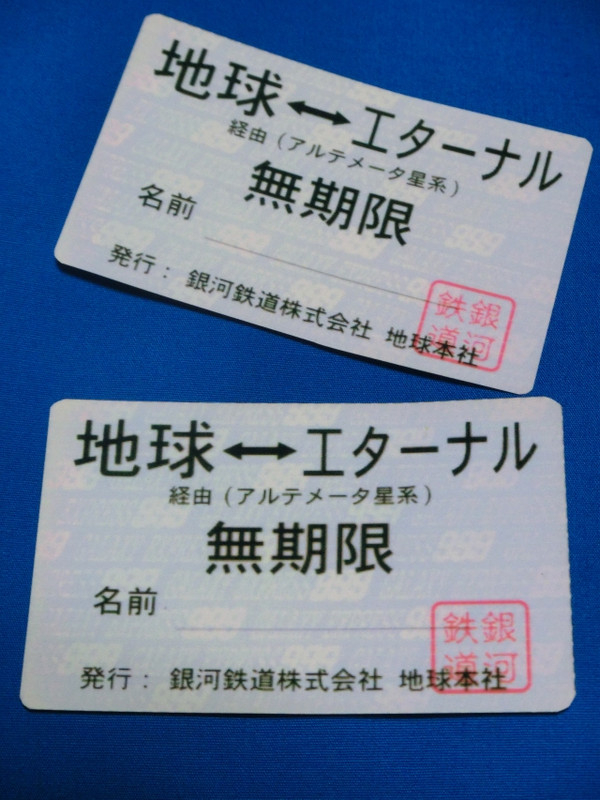 地球↔エターナル
経由(アルテメータ星系)
無期限
名前
発行: 銀河鉄道株式会社 地球本社
銀河
鉄道
地球↔エターナル
経由(アルテメータ星系)
無期限
名前
発行: 銀河鉄道株式会社 地球本社
銀河
鉄道